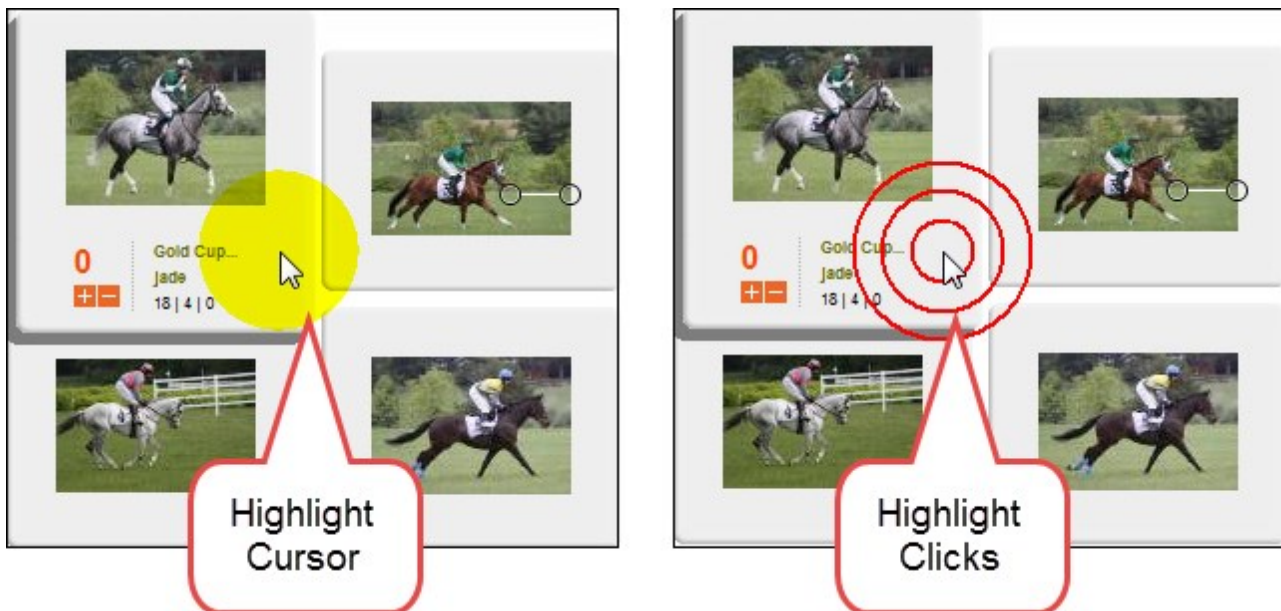 0
Gold Cup...
Jade
18 | 4 | 0
Highlight
Cursor
0
Gold Cup...
Jade
18 | 4 | 0
Highlight
Clicks